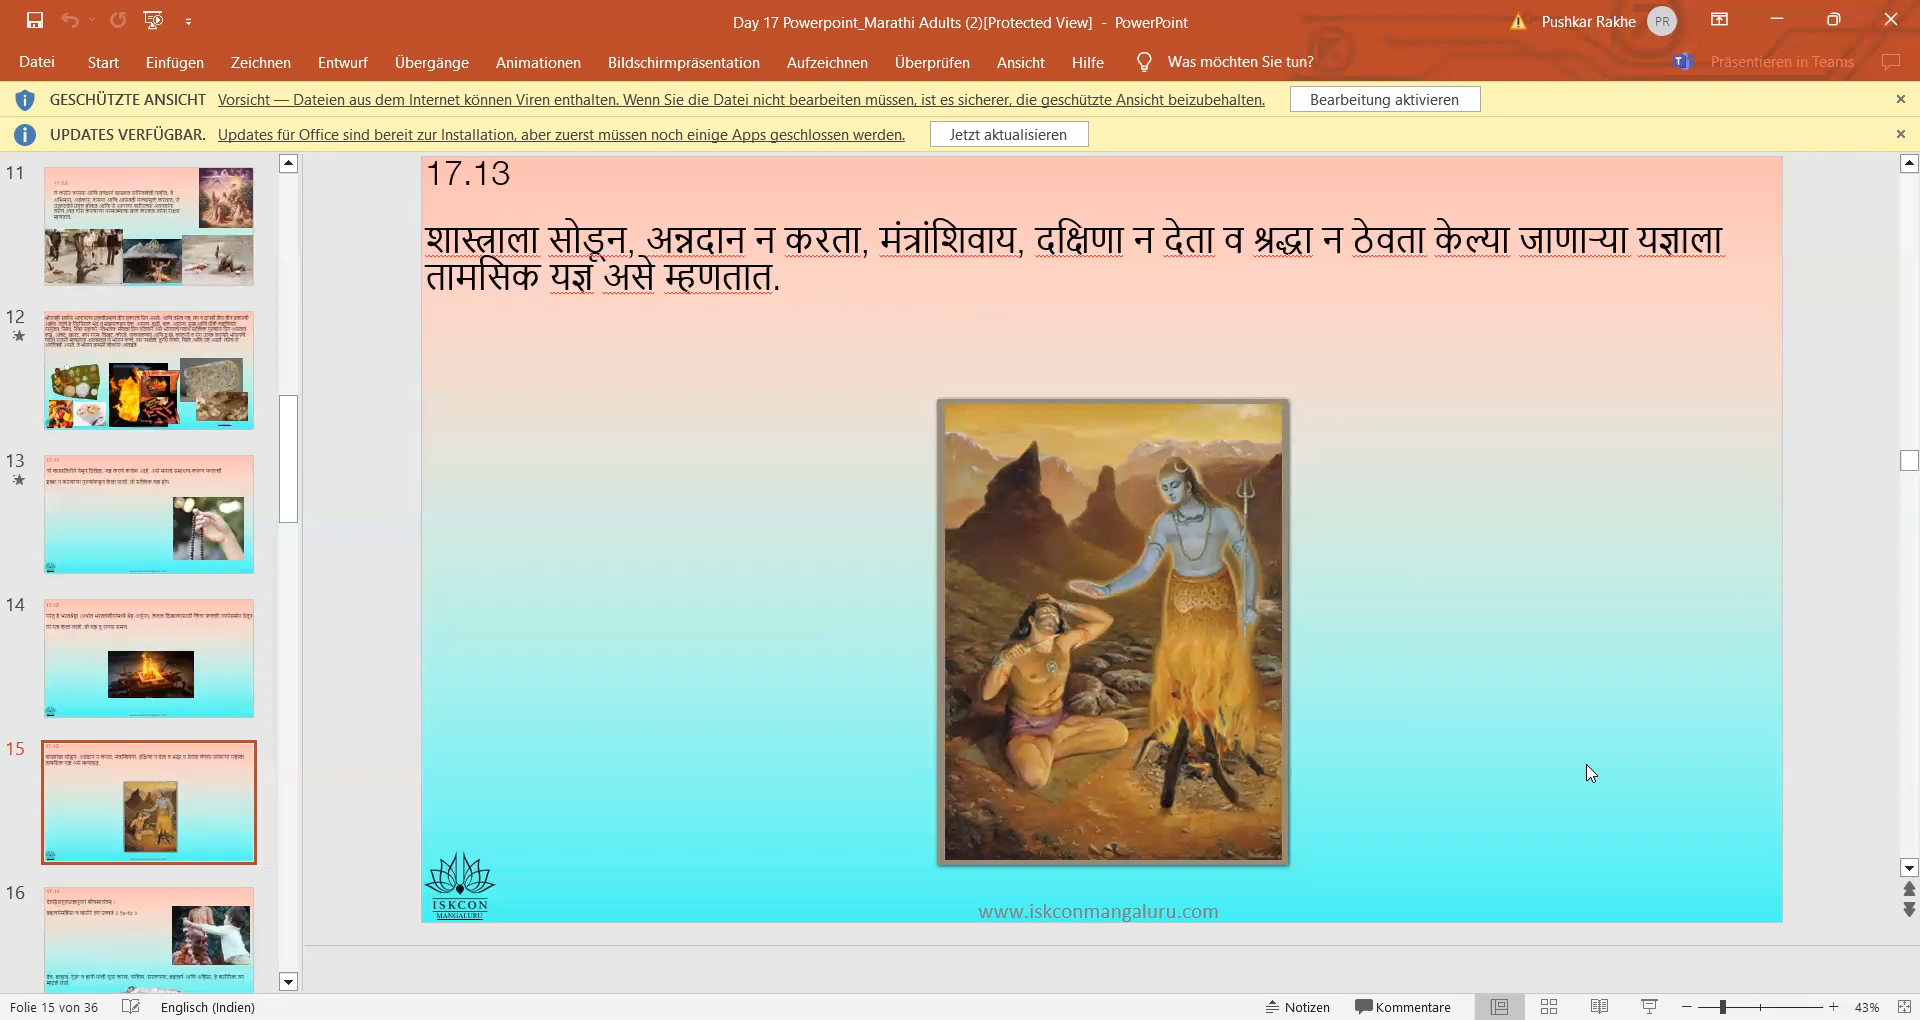 Day 17 Powerpoint_Marathi Adults (2)[Protected View] - PowerPoint
Pushkar Rakhe
PR
Datei Start Einfügen Zeichnen Entwurf Übergänge Animationen Bildschirmpräsentation Aufzeichnen Überprüfen Ansicht Hilfe Was möchten Sie tun? Präsentieren in Teams
GESCHÜTZTE ANSICHT Vorsicht — Dateien aus dem Internet können Viren enthalten. Wenn Sie die Datei nicht bearbeiten müssen, ist es sicherer, die geschützte Ansicht beizubehalten. Bearbeitung aktivieren
UPDATES VERFÜGBAR. Updates für Office sind bereit zur Installation, aber zuerst müssen noch einige Apps geschlossen werden. Jetzt aktualisieren
11
12
13
14
15
16
17.13
शास्त्राला सोडून, अन्नदान न करता, मंत्रांशिवाय, दक्षिणा न देता व श्रद्धा न ठेवता केल्या जाणाऱ्या यज्ञाला
तामसिक यज्ञ असे म्हणतात.
ISKCON
MANGALURU
www.iskconmangaluru.com
Folie 15 von 36 Englisch (Indien) Notizen Kommentare 43%